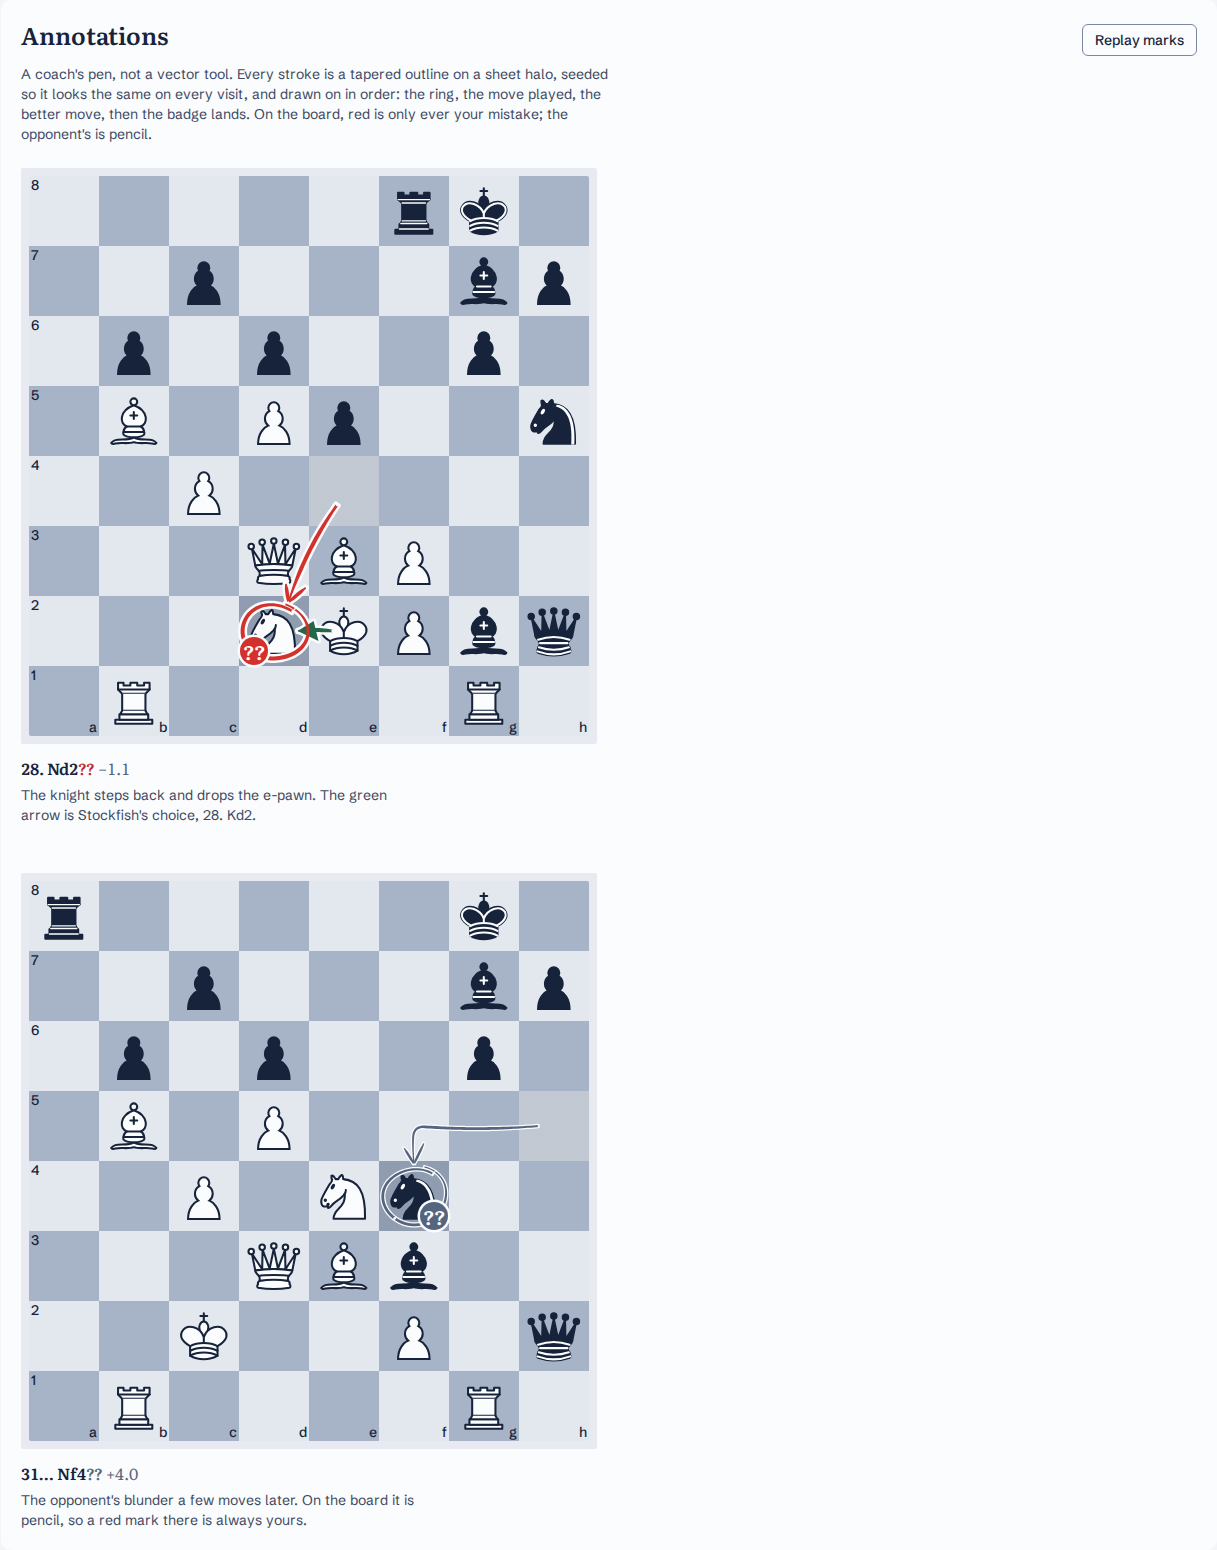 Annotations
Replay marks
A coach's pen, not a vector tool. Every stroke is a tapered outline on a sheet halo, seeded
so it looks the same on every visit, and drawn on in order: the ring, the move played, the
better move, then the badge lands. On the board, red is only ever your mistake; the
opponent's is pencil.
8
7
6
5
4
3
2
??
1
a b c d e f g h
28. Nd2?? −1.1
The knight steps back and drops the e-pawn. The green
arrow is Stockfish's choice, 28. Kd2.
8
7
6
5
4
??
3
2
1
a b c d e f g h
31... Nf4?? +4.0
The opponent's blunder a few moves later. On the board it is
pencil, so a red mark there is always yours.